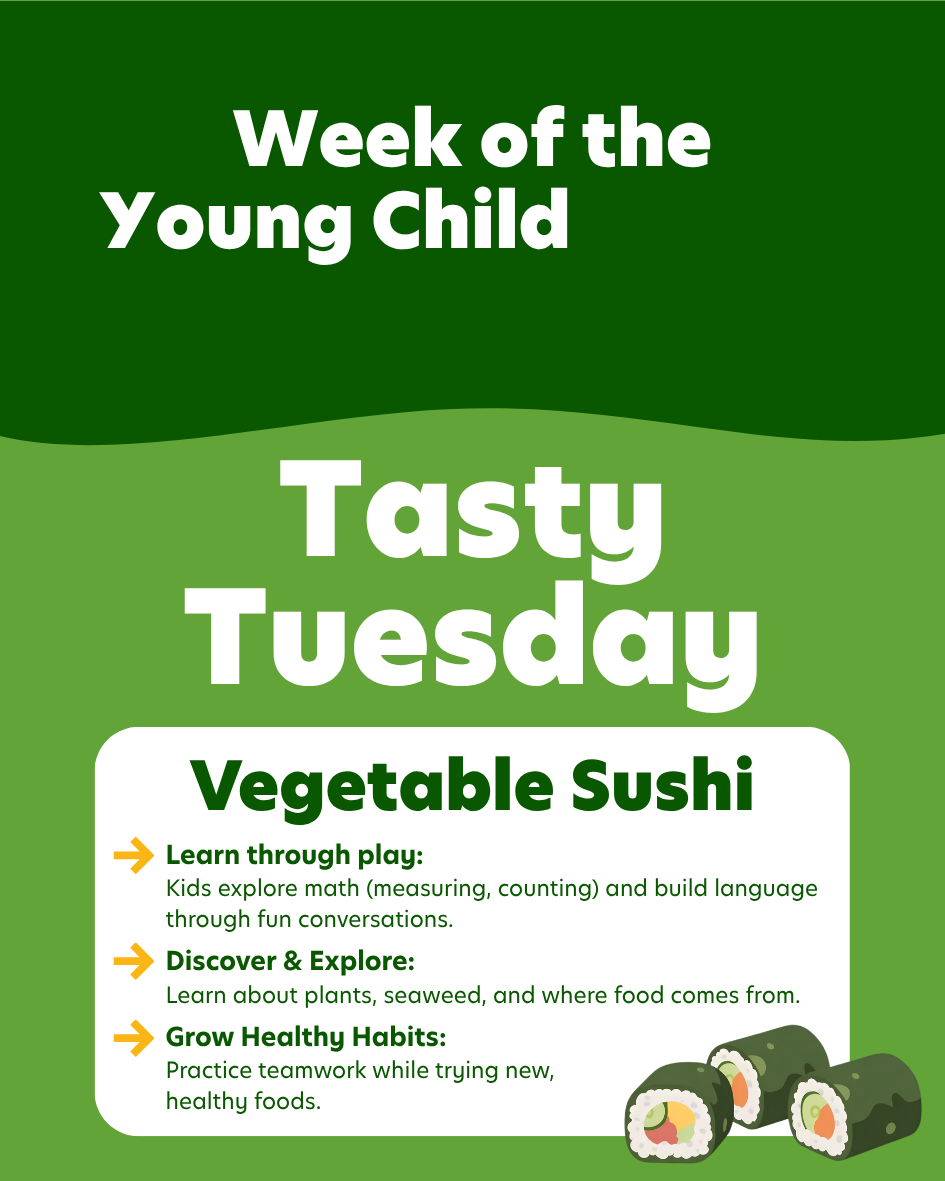 Week of the
Young Child
Tasty
Tuesday
Vegetable Sushi
Learn through play:
Kids explore math (measuring, counting) and build language
through fun conversations.
Discover & Explore:
Learn about plants, seaweed, and where food comes from.
Grow Healthy Habits:
Practice teamwork while trying new,
healthy foods.